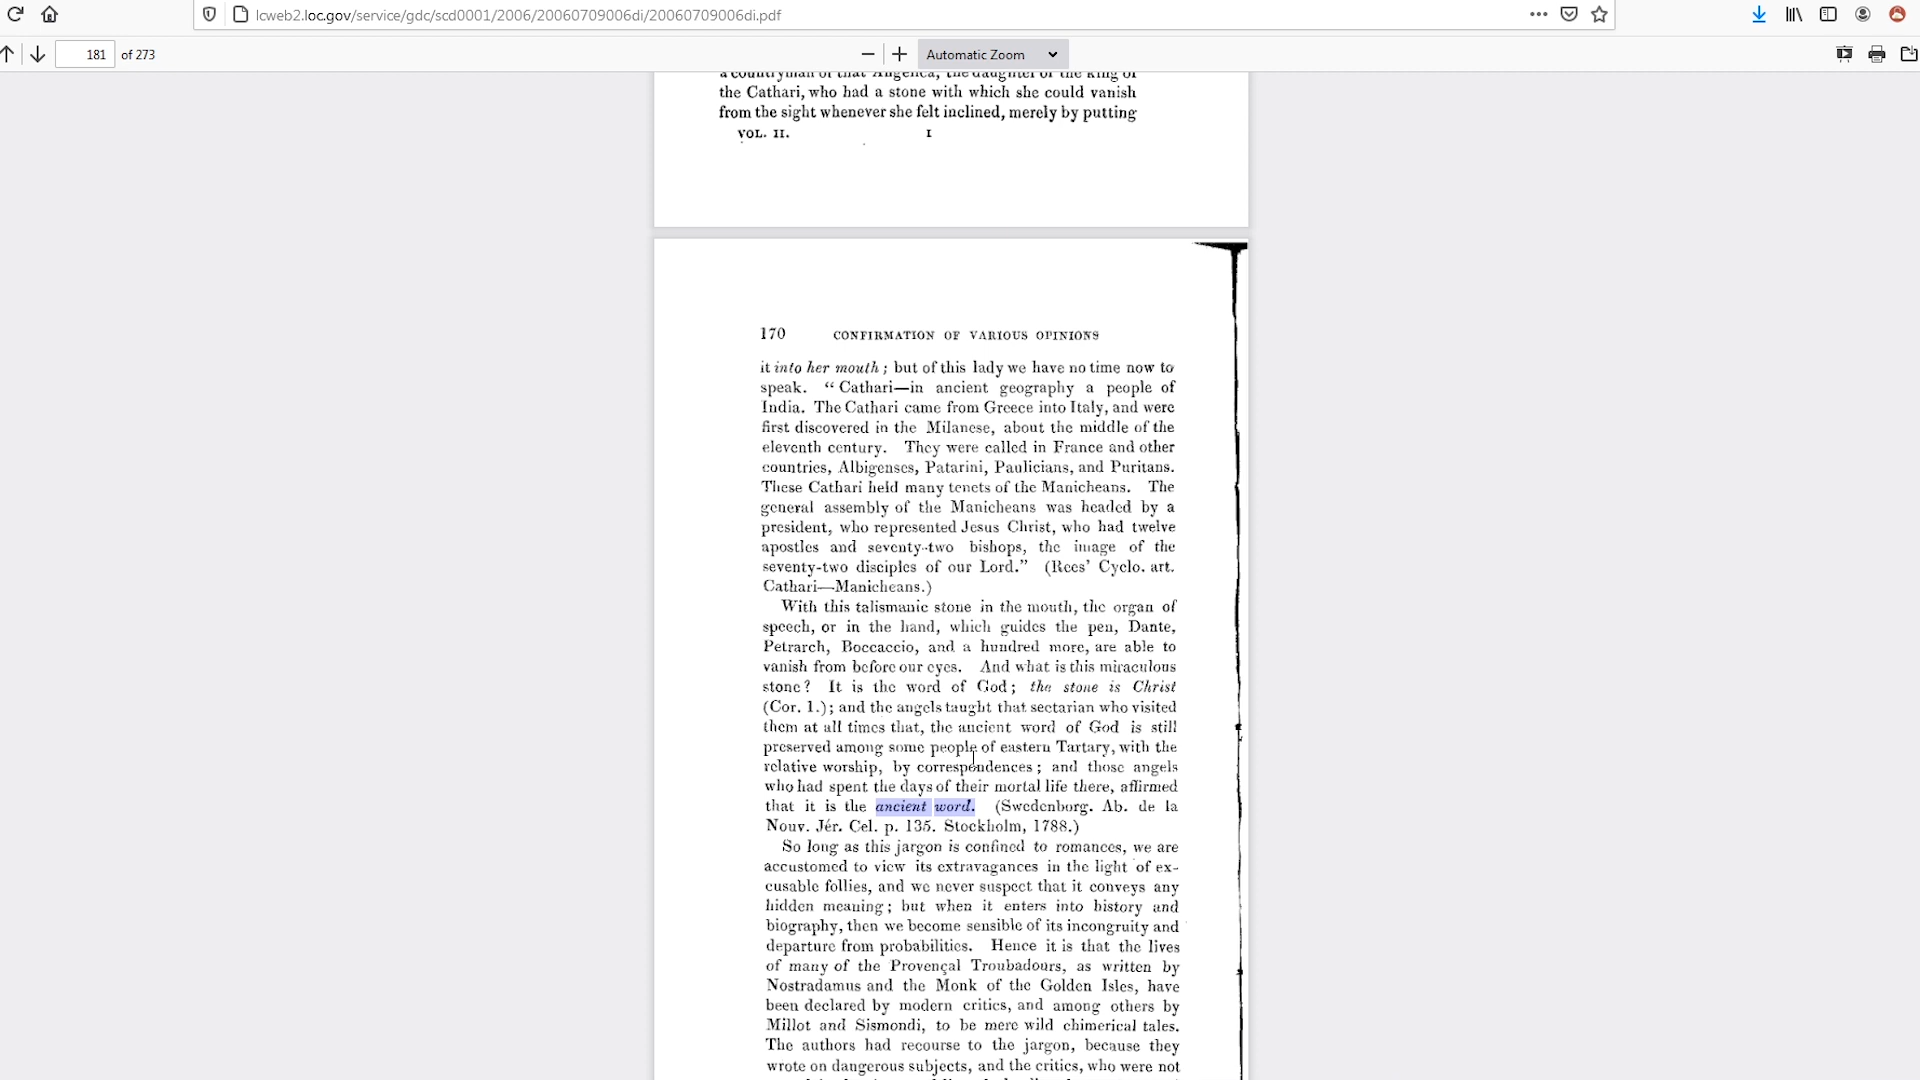 lcweb2.loc.gov/service/gdc/scd0001/2006/20060709006di/20060709006di.pdf
181 of 273
Automatic Zoom
a countryman of that Angelica, the daughter of the king of
the Cathari, who had a stone with which she could vanish
from the sight whenever she felt inclined, merely by putting
VOL. II. I
170 CONFIRMATION OF VARIOUS OPINIONS
it into her mouth; but of this lady we have no time now to
speak. "Cathari—in ancient geography a people of
India. The Cathari came from Greece into Italy, and were
first discovered in the Milanese, about the middle of the
eleventh century. They were called in France and other
countries, Albigenses, Patarini, Paulicians, and Puritans.
These Cathari held many tenets of the Manicheans. The
general assembly of the Manicheans was headed by a
president, who represented Jesus Christ, who had twelve
apostles and seventy-two bishops, the image of the
seventy-two disciples of our Lord." (Rees' Cyclo. art.
Cathari—Manicheans.)
With this talismanic stone in the mouth, the organ of
speech, or in the hand, which guides the pen, Dante,
Petrarch, Boccaccio, and a hundred more, are able to
vanish from before our eyes. And what is this miraculous
stone? It is the word of God; the stone is Christ
(Cor. 1.); and the angels taught that sectarian who visited
them at all times that, the ancient word of God is still
preserved among some people of eastern Tartary, with the
relative worship, by correspondences; and those angels
who had spent the days of their mortal life there, affirmed
that it is the ancient word. (Swedenborg. Ab. de la
Nouv. Jér. Cel. p. 135. Stockholm, 1788.)
So long as this jargon is confined to romances, we are
accustomed to view its extravagances in the light of ex-
cusable follies, and we never suspect that it conveys any
hidden meaning; but when it enters into history and
biography, then we become sensible of its incongruity and
departure from probabilities. Hence it is that the lives
of many of the Provençal Troubadours, as written by
Nostradamus and the Monk of the Golden Isles, have
been declared by modern critics, and among others by
Millot and Sismondi, to be mere wild chimerical tales.
The authors had recourse to the jargon, because they
wrote on dangerous subjects, and the critics, who were not